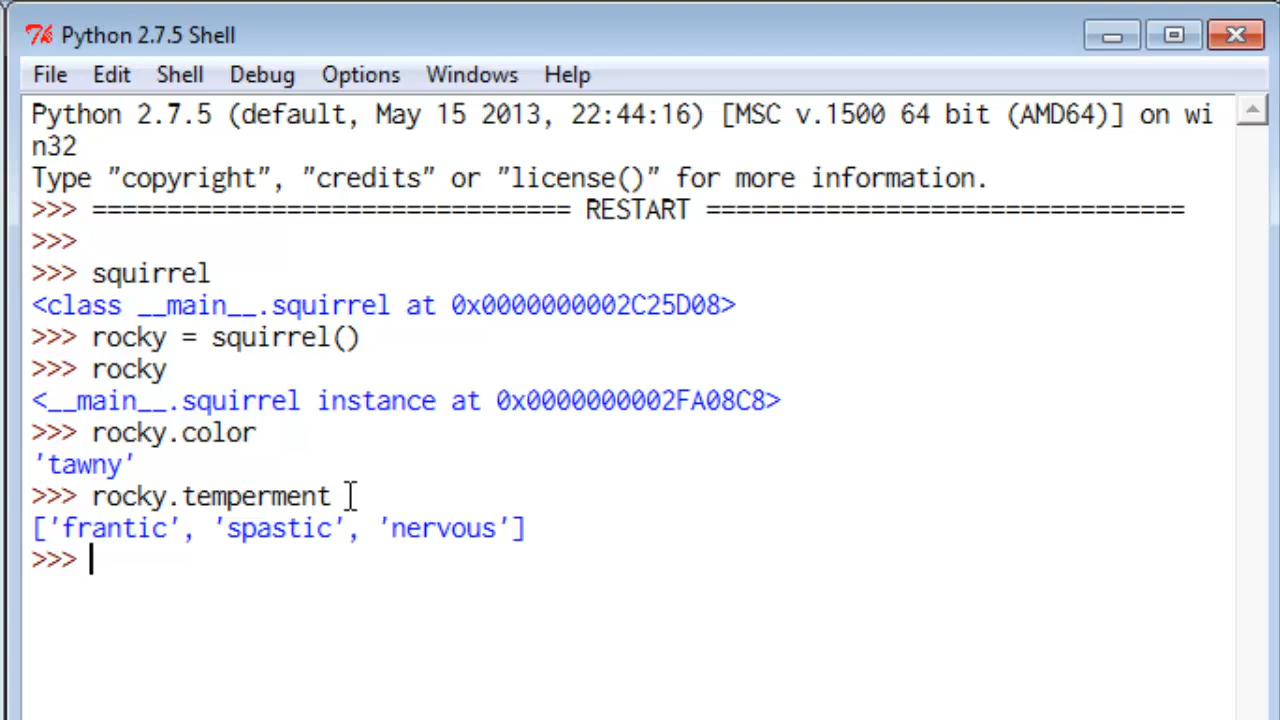 Python 2.7.5 Shell
File Edit Shell Debug Options Windows Help
Python 2.7.5 (default, May 15 2013, 22:44:16) [MSC v.1500 64 bit (AMD64)] on wi
n32
Type "copyright", "credits" or "license()" for more information.
>>> ================================ RESTART ================================
>>>
>>> squirrel
<class __main__.squirrel at 0x0000000002C25D08>
>>> rocky = squirrel()
>>> rocky
<__main__.squirrel instance at 0x0000000002FA08C8>
>>> rocky.color
'tawny'
>>> rocky.temperment
['frantic', 'spastic', 'nervous']
>>>